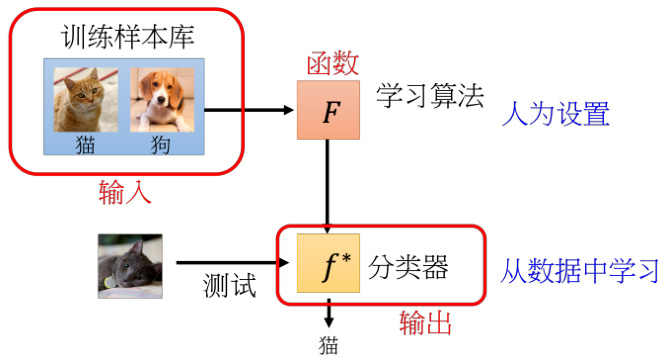 训练样本库
猫
狗
输入
函数
F
学习算法
人为设置
测试
f*
分类器
从数据中学习
输出
猫